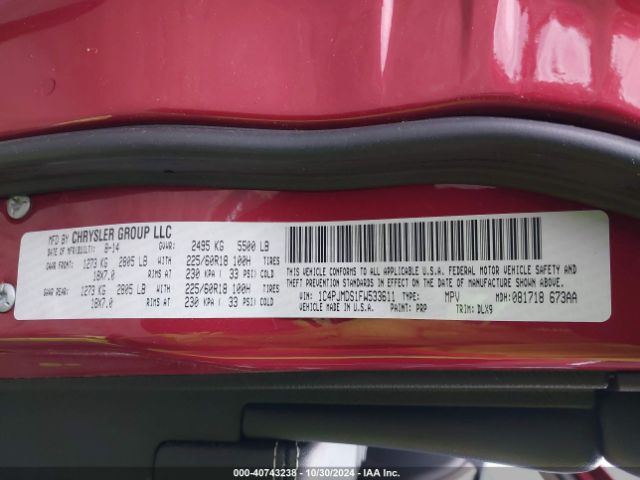 MFD BY CHRYSLER GROUP LLC
DATE OF MFR(BUILT): 8-14 GVWR: 2495 KG 5500 LB
GAWR FRONT: 1273 KG 2805 LB WITH 225/60R18 100H TIRES
18X7.0 RIMS AT 230 KPA ( 33 PSI) COLD
GAWR REAR: 1273 KG 2805 LB WITH 225/60R18 100H TIRES
18X7.0 RIMS AT 230 KPA ( 33 PSI) COLD
THIS VEHICLE CONFORMS TO ALL APPLICABLE U.S.A. FEDERAL MOTOR VEHICLE SAFETY AND
THEFT PREVENTION STANDARDS IN EFFECT ON THE DATE OF MANUFACTURE SHOWN ABOVE.
VIN: 1C4PJMDS1FW533611 TYPE: MPV MDH: 081718 673AA
VEHICLE MADE IN U.S.A. PAINT: PRP TRIM: DLX9
000-40743238 | 10/30/2024 | IAA Inc.